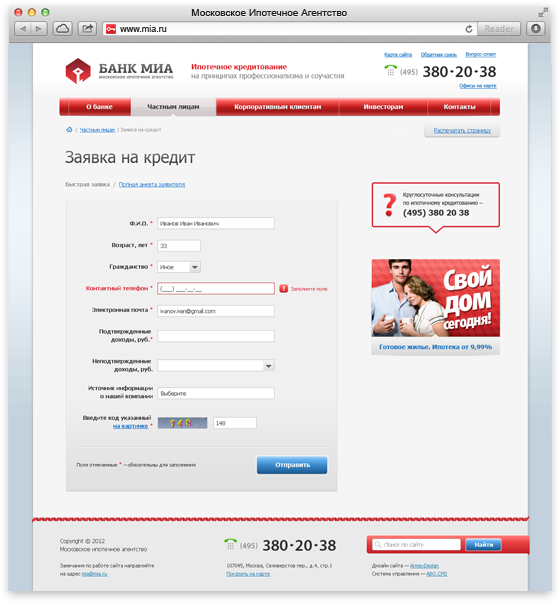 Московское Ипотечное Агентство
www.mia.ru
Reader
Карта сайта Обратная связь Вопрос-ответ
БАНК МИА
МОСКОВСКОЕ ИПОТЕЧНОЕ АГЕНТСТВО
Ипотечное кредитование
на принципах профессионализма и соучастия
(495) 380•20•38
Офисы на карте
О банке Частным лицам Корпоративным клиентам Инвесторам Контакты
/ Частным лицам / Заявка на кредит
Распечатать страницу
Заявка на кредит
Быстрая заявка / Полная анкета заявителя
Круглосуточные консультации
по ипотечному кредитованию –
(495) 380 20 38
Ф.И.О. * Иванов Иван Иванович
Возраст, лет * 33
Гражданство * Иное
Контактный телефон * (___) ___-__-__ Заполните поле
Электронная почта * ivanov.ivan@gmail.com
Подтвержденные
доходы, руб. *
Неподтвержденные
доходы, руб.
Источник информации
о нашей компании Выберите
Введите код указанный
на картинке * 148 148
Поля отмеченные * – обязательны для заполнения
Отправить
Свой
дом
сегодня!
Готовое жилье. Ипотека от 9,99%
Copyright © 2012
Московское ипотечное агентство
Замечания по работе сайта направляйте
на адрес mia@mia.ru
(495) 380•20•38
107045, Москва, Селиверстов пер., д.4, стр.1
Показать на карте
Поиск по сайту Найти
Дизайн сайта — ArmenDesign
Система управления — ABO.CMS